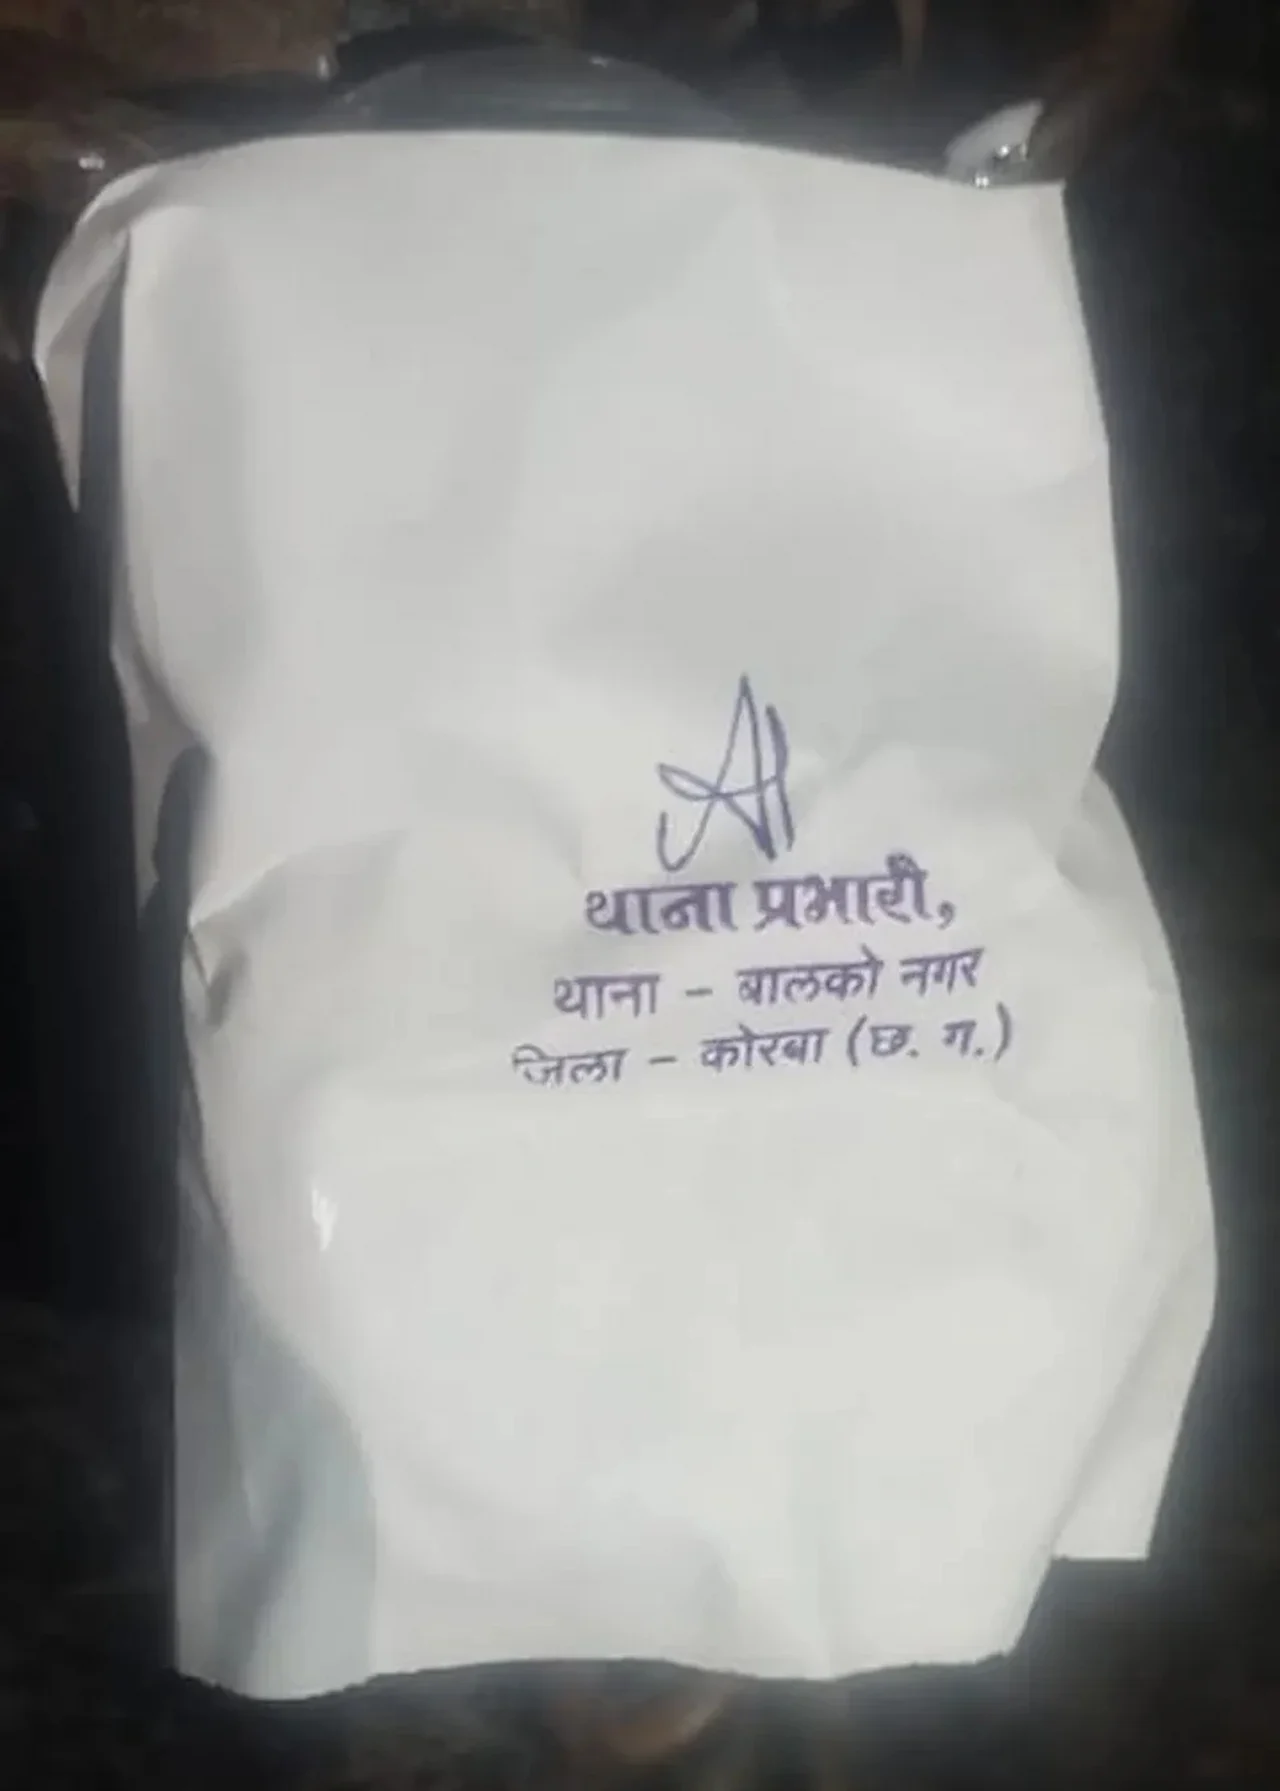 थाना प्रभारी,
थाना - बालको नगर
जिला - कोरबा (छ. ग.)